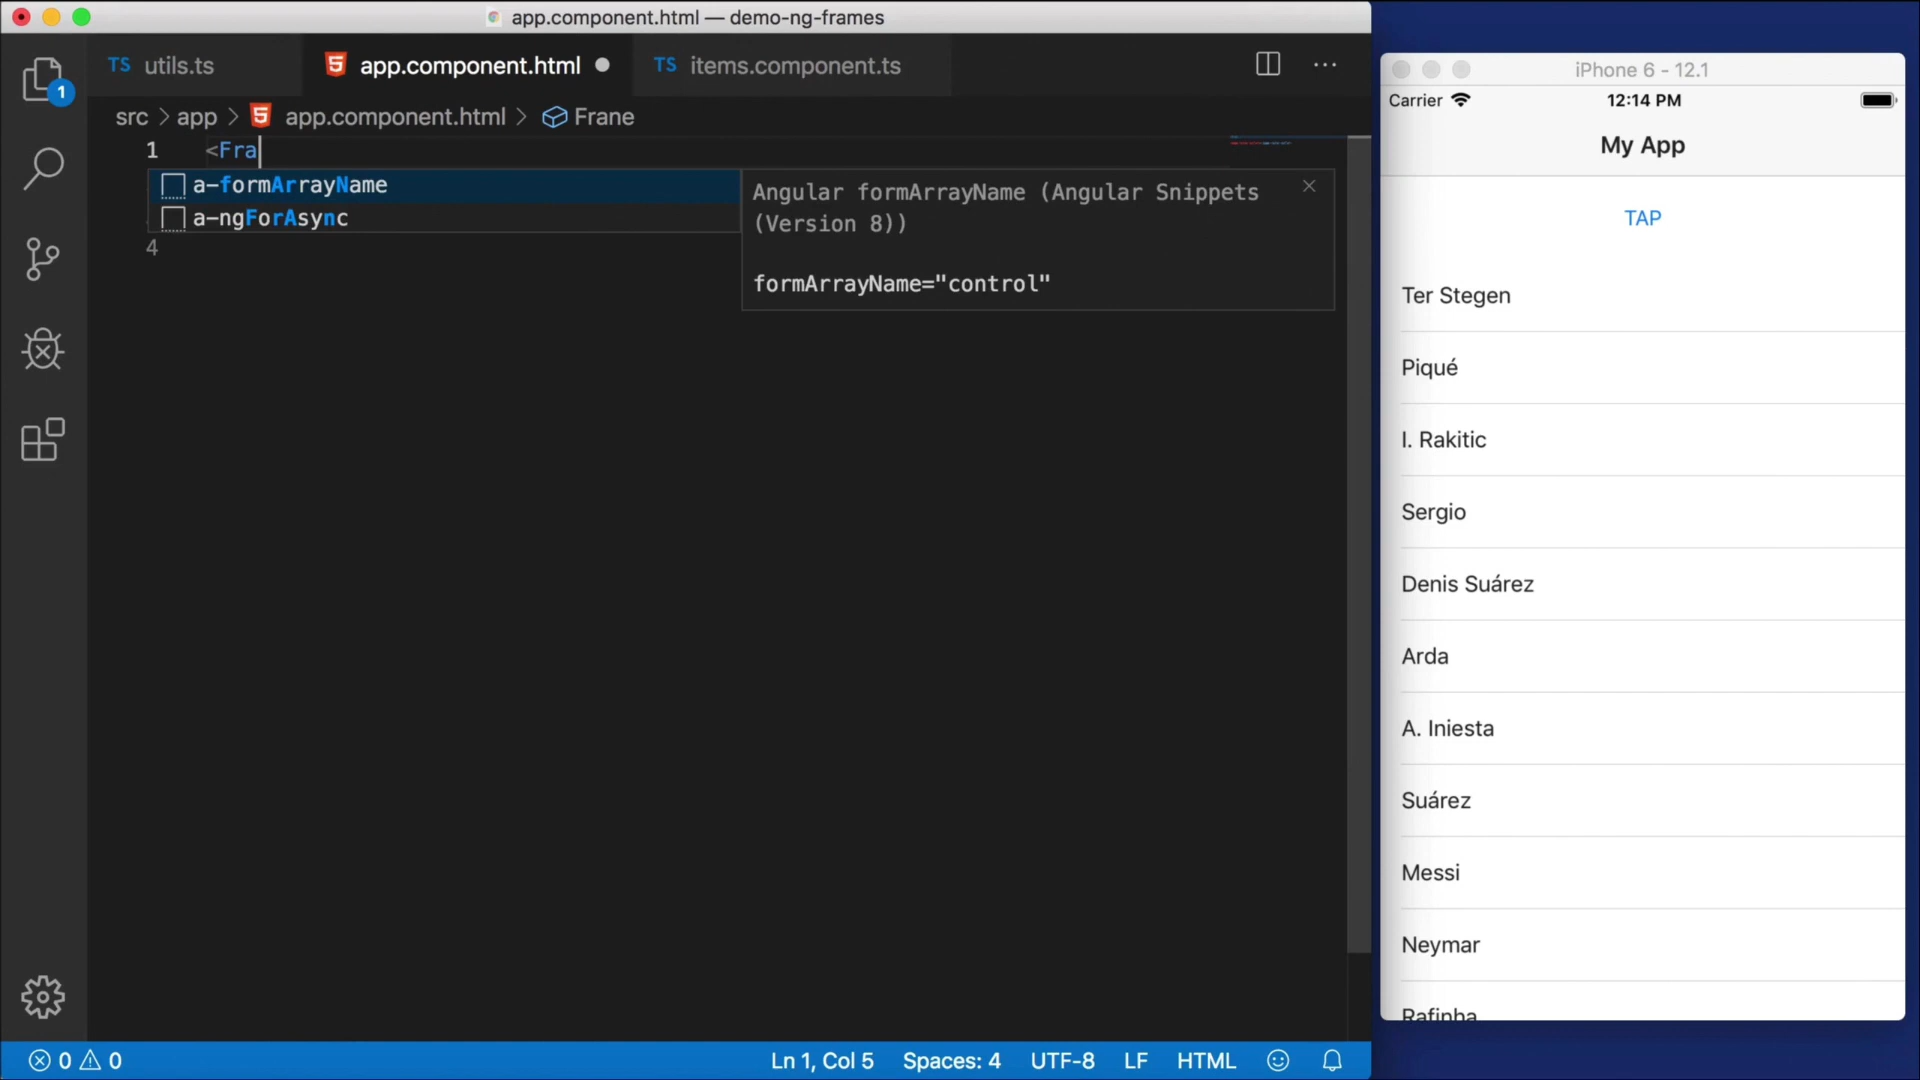 app.component.html — demo-ng-frames
1
TS utils.ts
5 app.component.html
TS items.component.ts
src > app > 5 app.component.html > Frane
1 <Fra
a-formArrayName
a-ngForAsync
4
Angular formArrayName (Angular Snippets
(Version 8))
formArrayName="control"
0 0
Ln 1, Col 5
Spaces: 4
UTF-8
LF
HTML
iPhone 6 - 12.1
Carrier
12:14 PM
My App
TAP
Ter Stegen
Piqué
I. Rakitic
Sergio
Denis Suárez
Arda
A. Iniesta
Suárez
Messi
Neymar
Rafinha